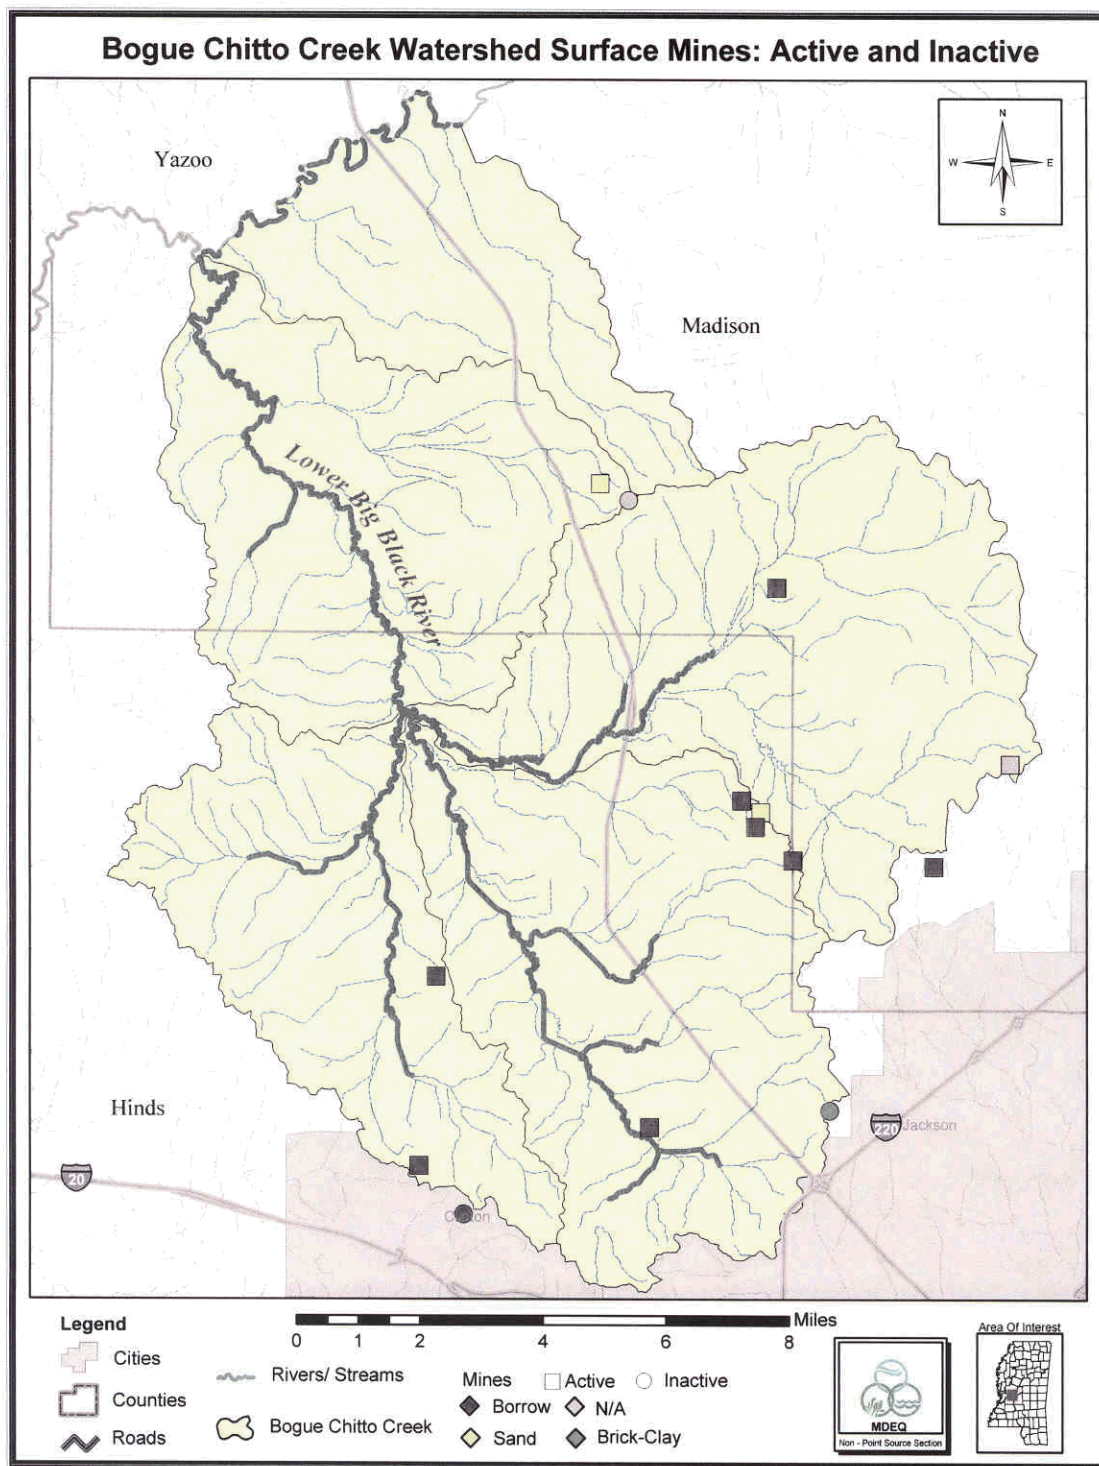 Bogue Chitto Creek Watershed Surface Mines: Active and Inactive
N
W E
S
Yazoo
Madison
Lower Big Black River
Hinds
20
220
Jackson
Clinton
Legend
Cities
Counties
Roads
Rivers/ Streams
Bogue Chitto Creek
0 1 2 4 6 8 Miles
Mines Active Inactive
Borrow N/A
Sand Brick-Clay
MDEQ
Non - Point Source Section
Area Of Interest